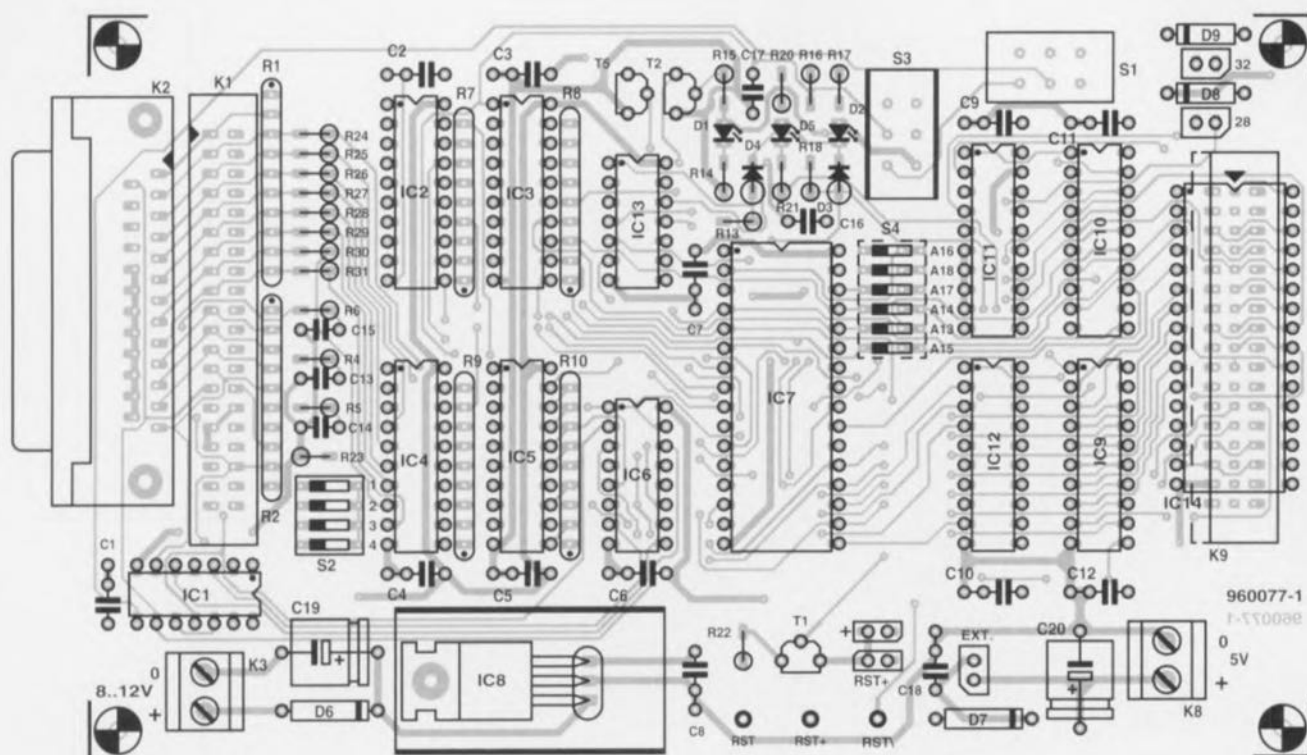 K2
K1
R1
C2
C3
T5
T2
R15
C17
R20
R16
R17
S3
S1
D9
32
D8
28
R7
R8
D1
D5
D2
C9
C11
R24
R25
R26
R27
R28
R29
R30
R31
IC2
IC3
IC13
D4
R18
R14
R21
D3
C16
R13
S4
IC11
IC10
A16
A18
A17
A14
A13
A15
C7
R6
C15
R4
C13
R5
C14
R23
R9
R10
IC7
IC4
IC5
IC6
IC12
IC9
IC14
K9
R2
1
2
3
4
S2
C1
IC1
C19
C4
C5
C6
C10
C12
960077-1
960077-1
R22
T1
+
RST+
EXT.
C20
0
5V
K3
0
8..12V
+
IC8
C18
+
K8
D6
+
C8
RST
RST+
RST\
D7
+